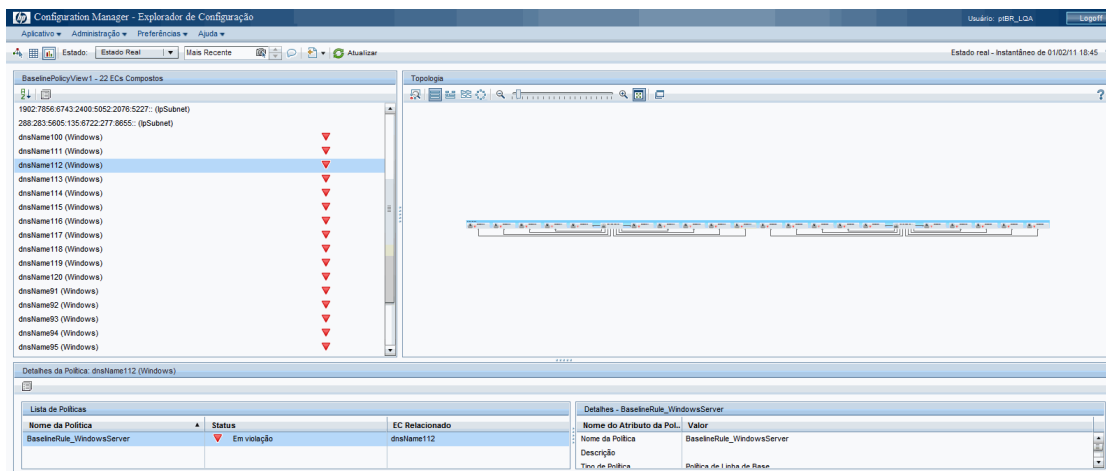 hp Configuration Manager - Explorador de Configuração
Usuário: ptBR_LQA
Logoff
Aplicativo
Administração
Preferências
Ajuda
Estado:
Estado Real
Mais Recente
Atualizar
Estado real - Instantâneo de 01/02/11 18:45
BaselinePolicyView1 - 22 ECs Compostos
1902:7856:6743:2400:5052:2076:5227:: (IpSubnet)
288:283:5605:135:6722:277:8655:: (IpSubnet)
dnsName100 (Windows)
dnsName111 (Windows)
dnsName112 (Windows)
dnsName113 (Windows)
dnsName114 (Windows)
dnsName115 (Windows)
dnsName116 (Windows)
dnsName117 (Windows)
dnsName118 (Windows)
dnsName119 (Windows)
dnsName120 (Windows)
dnsName91 (Windows)
dnsName92 (Windows)
dnsName93 (Windows)
dnsName94 (Windows)
dnsName95 (Windows)
Topologia
?
Detalhes da Política: dnsName112 (Windows)
Lista de Políticas
Nome da Política
Status
EC Relacionado
BaselineRule_WindowsServer
Em violação
dnsName112
Detalhes - BaselineRule_WindowsServer
Nome do Atributo da Pol..
Valor
Nome da Política
BaselineRule_WindowsServer
Descrição
Tipo de Política
Política de Linha de Base